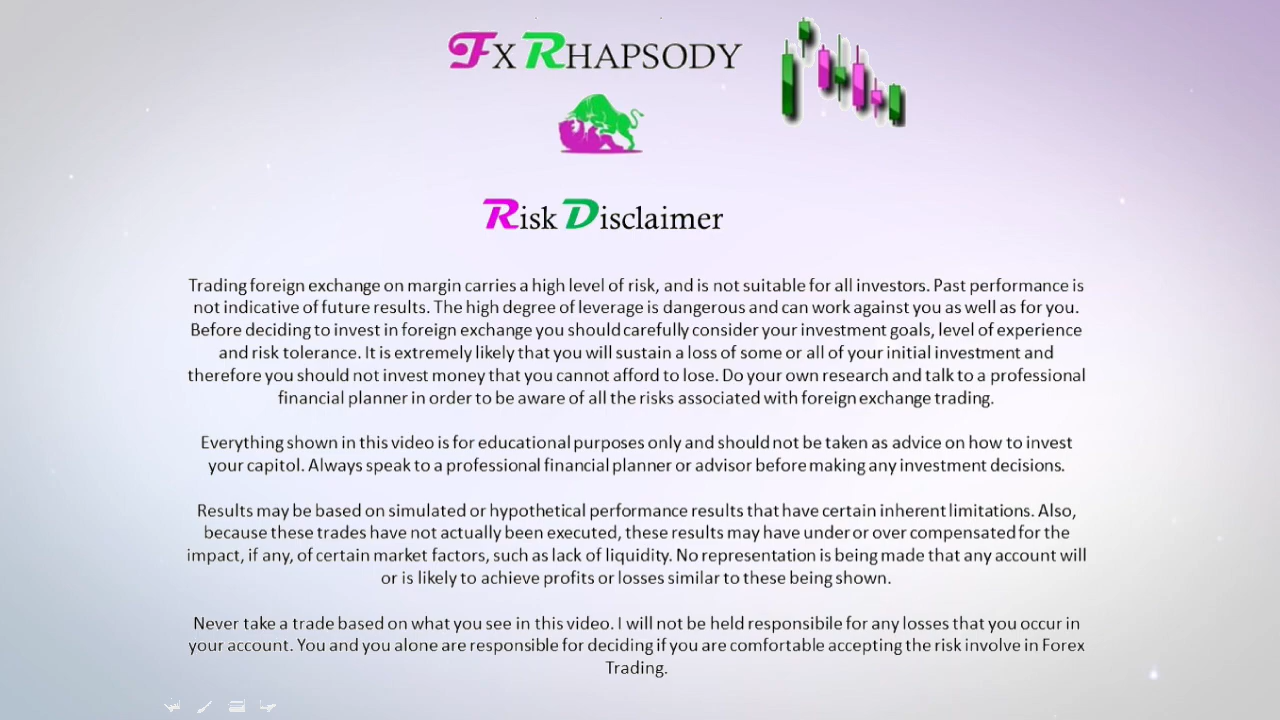 Fx Rhapsody
Risk Disclaimer
Trading foreign exchange on margin carries a high level of risk, and is not suitable for all investors. Past performance is
not indicative of future results. The high degree of leverage is dangerous and can work against you as well as for you.
Before deciding to invest in foreign exchange you should carefully consider your investment goals, level of experience
and risk tolerance. It is extremely likely that you will sustain a loss of some or all of your initial investment and
therefore you should not invest money that you cannot afford to lose. Do your own research and talk to a professional
financial planner in order to be aware of all the risks associated with foreign exchange trading.
Everything shown in this video is for educational purposes only and should not be taken as advice on how to invest
your capitol. Always speak to a professional financial planner or advisor before making any investment decisions.
Results may be based on simulated or hypothetical performance results that have certain inherent limitations. Also,
because these trades have not actually been executed, these results may have under or over compensated for the
impact, if any, of certain market factors, such as lack of liquidity. No representation is being made that any account will
or is likely to achieve profits or losses similar to these being shown.
Never take a trade based on what you see in this video. I will not be held responsibile for any losses that you occur in
your account. You and you alone are responsible for deciding if you are comfortable accepting the risk involve in Forex
Trading.